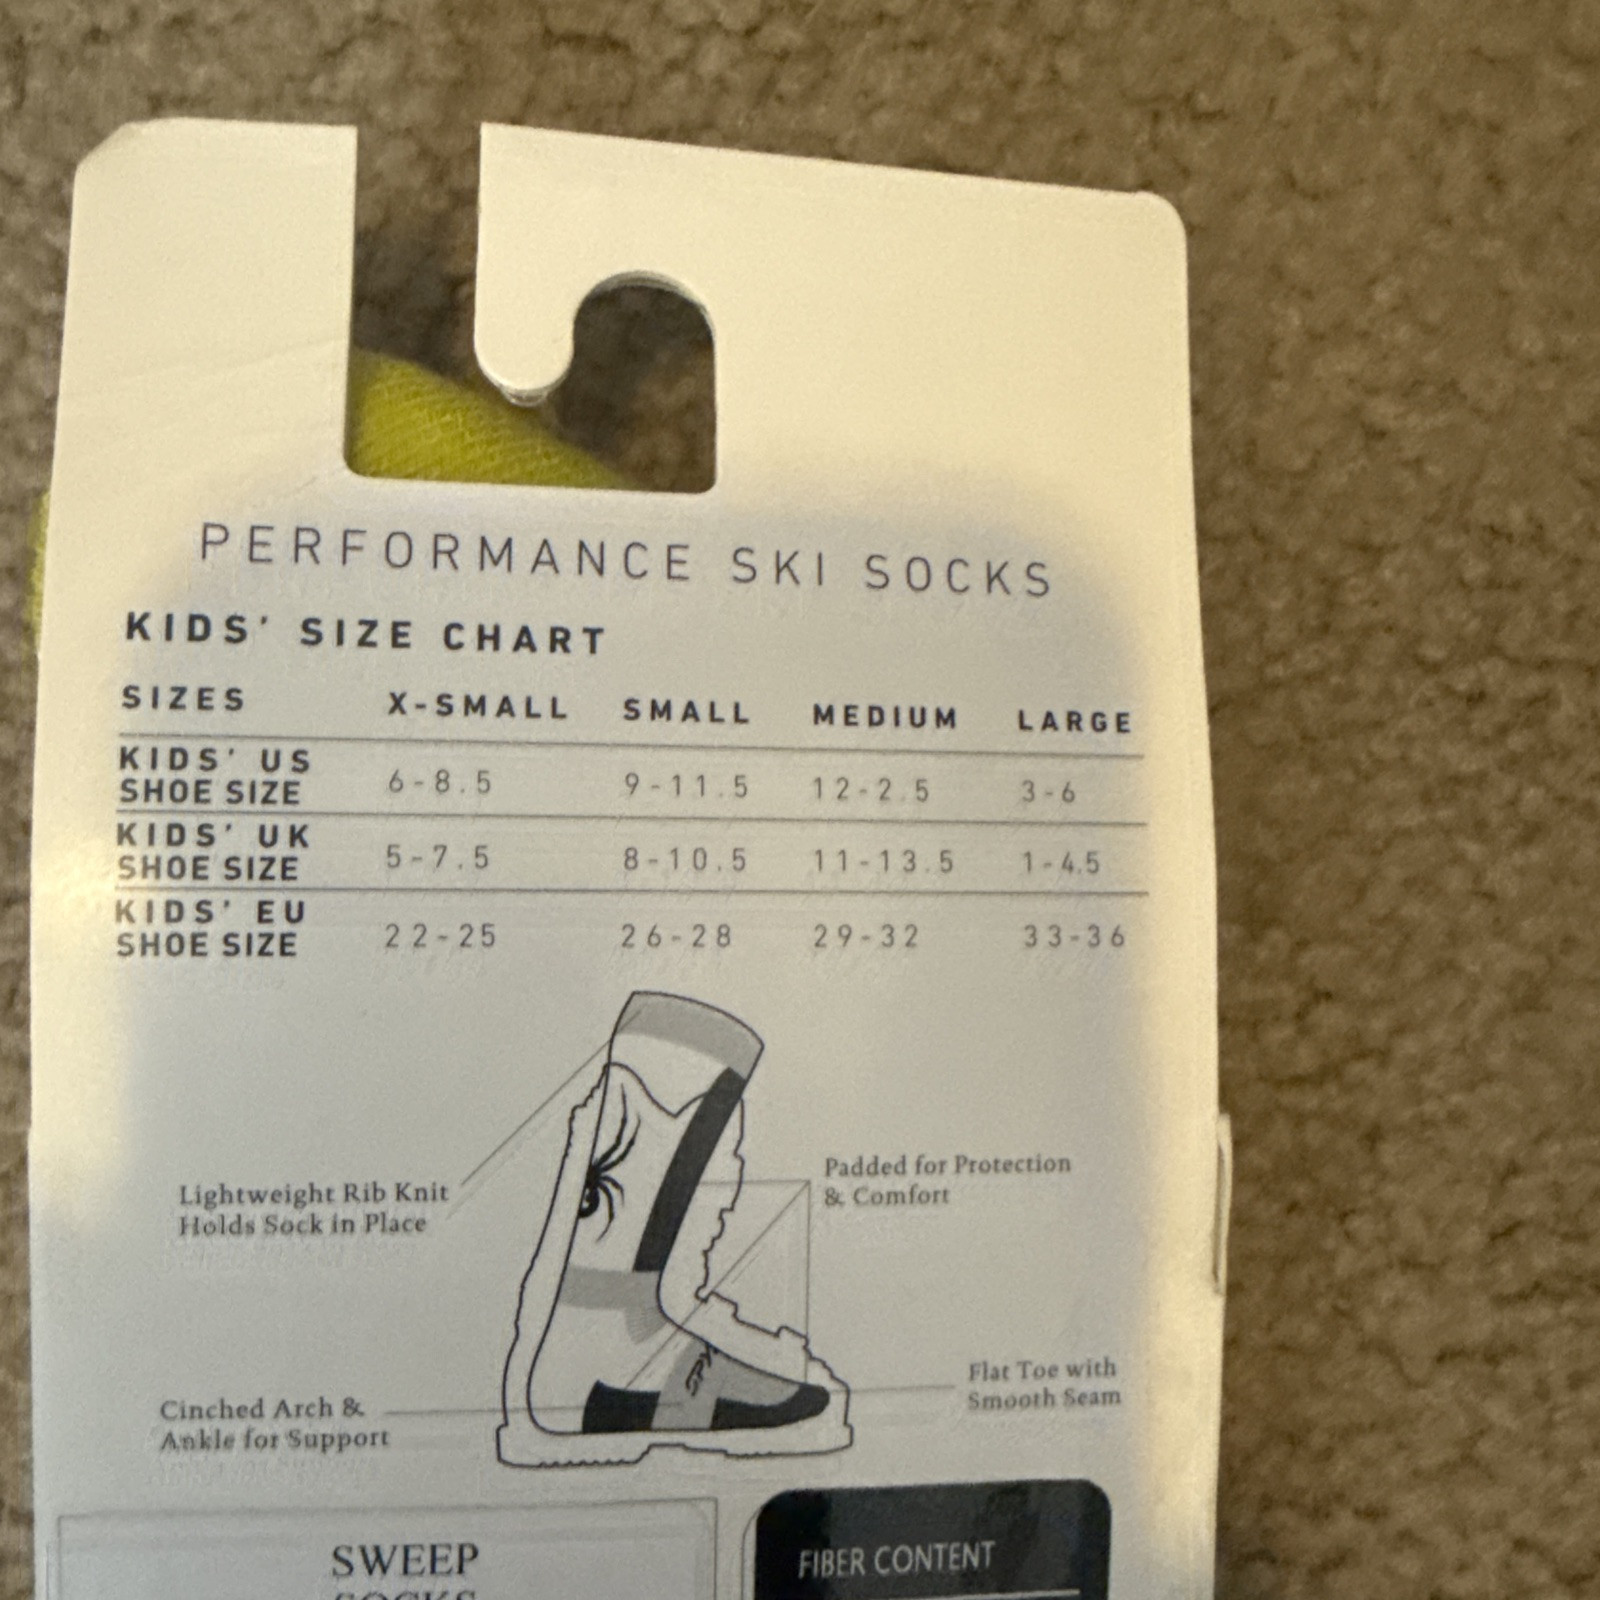 PERFORMANCE SKI SOCKS
KIDS' SIZE CHART
SIZES X-SMALL SMALL MEDIUM LARGE
KIDS' US
SHOE SIZE 6-8.5 9-11.5 12-2.5 3-6
KIDS' UK
SHOE SIZE 5-7.5 8-10.5 11-13.5 1-4.5
KIDS' EU
SHOE SIZE 22-25 26-28 29-32 33-36
Padded for Protection
& Comfort
Lightweight Rib Knit
Holds Sock in Place
Flat Toe with
Smooth Seam
Cinched Arch &
Ankle for Support
SWEEP
SOCKS
FIBER CONTENT